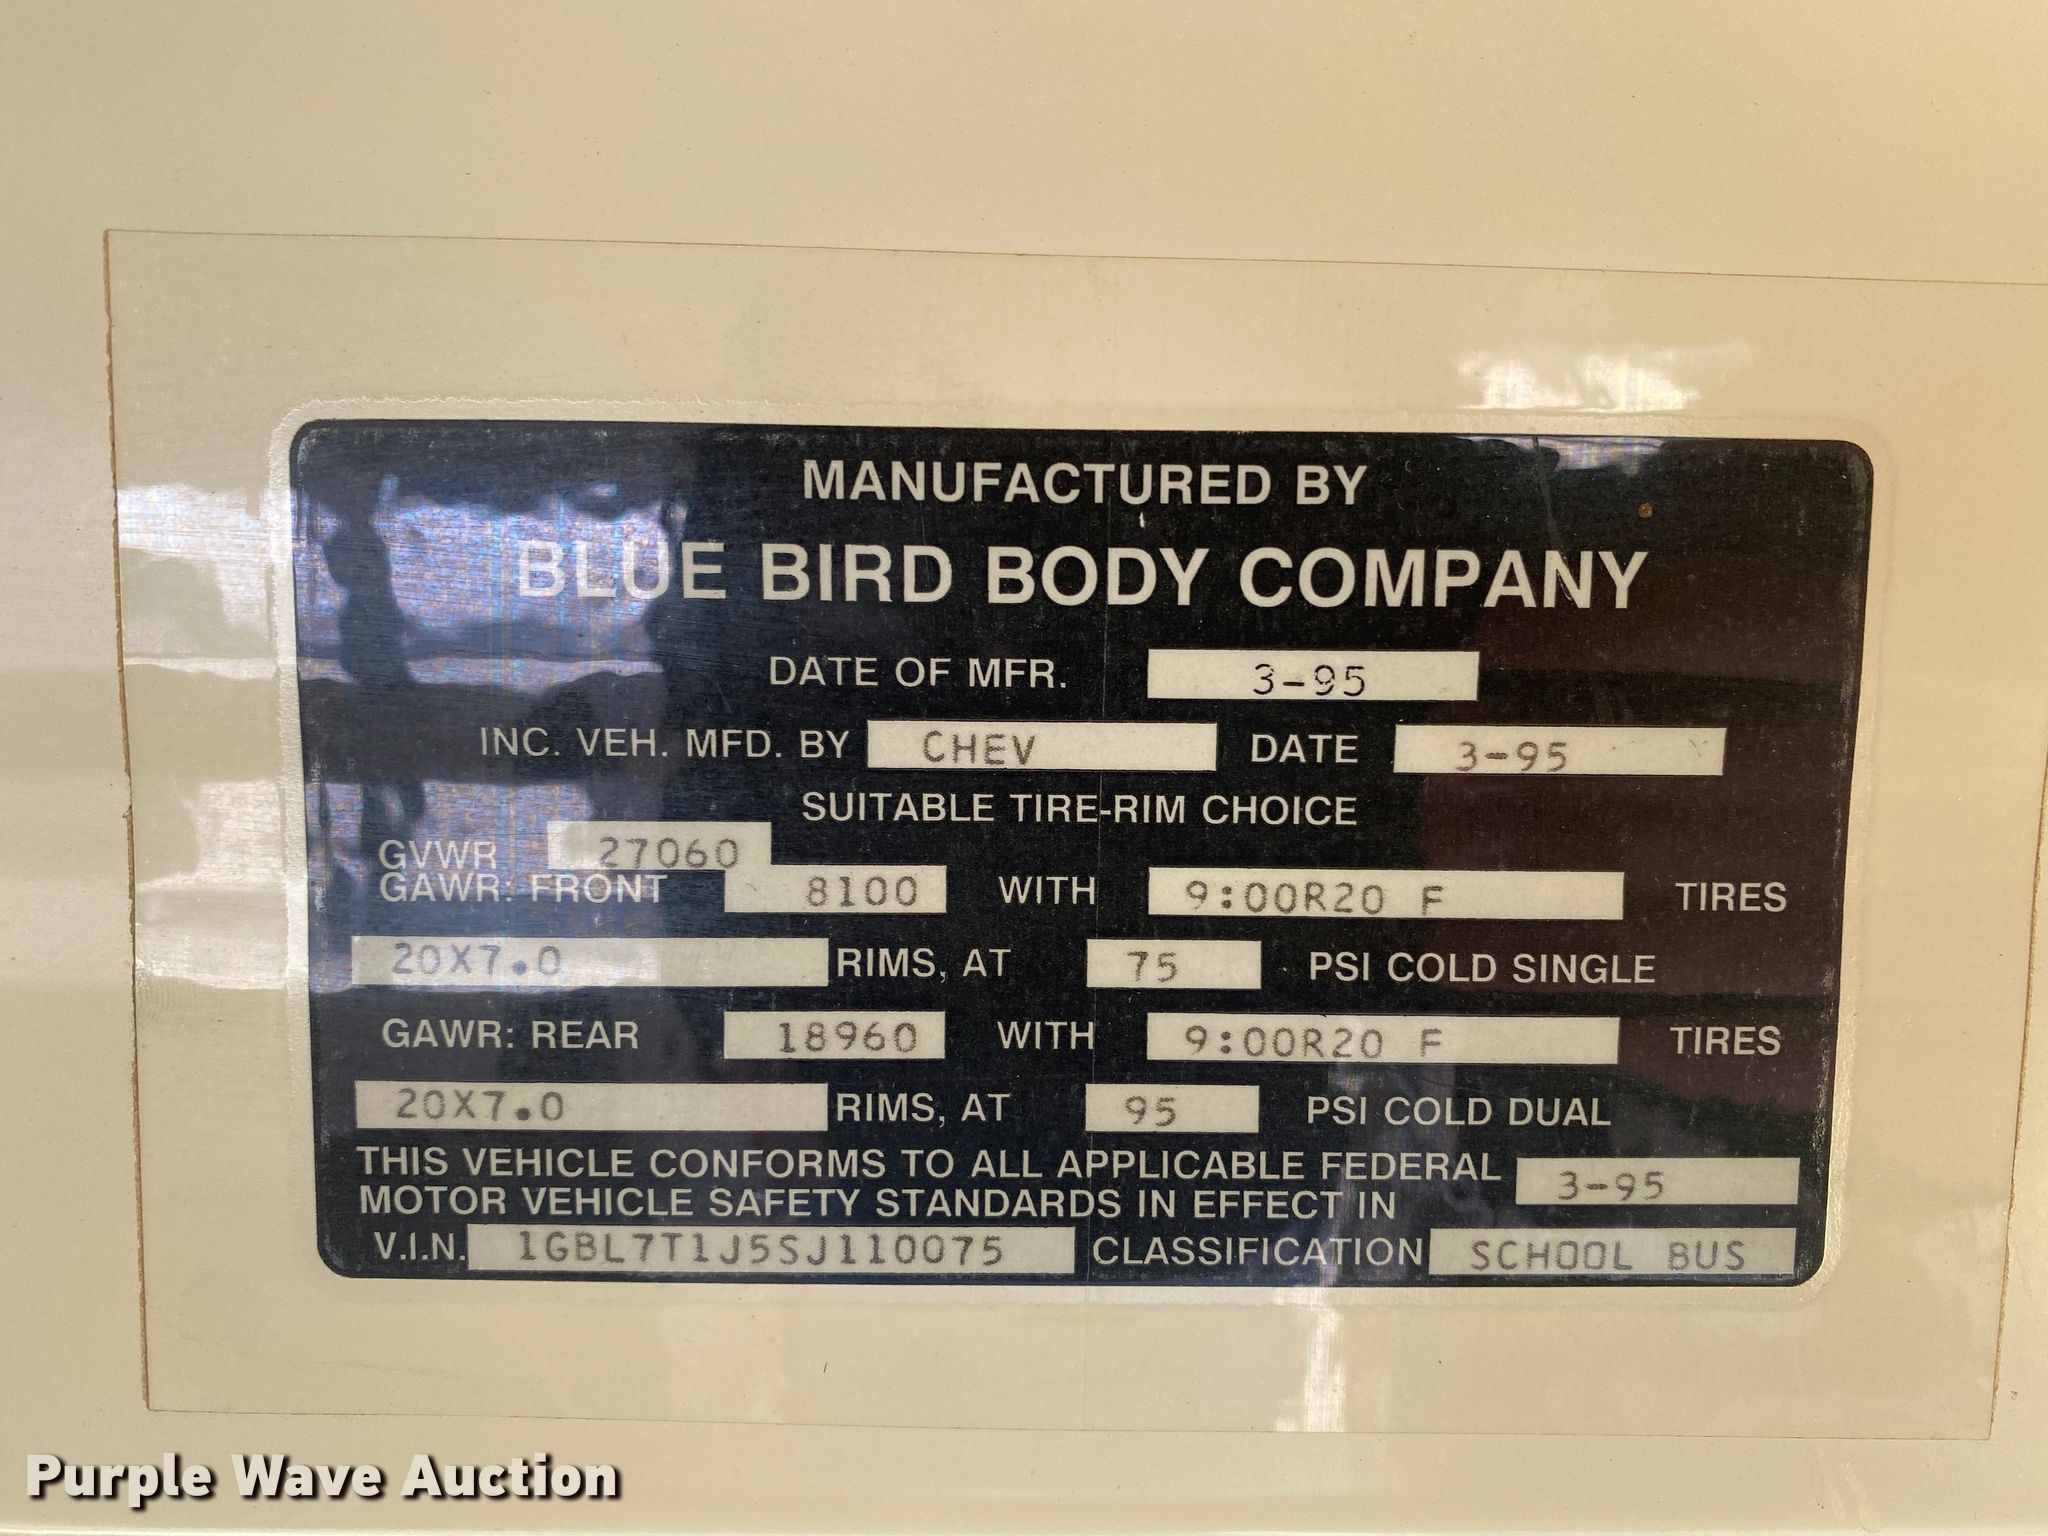 MANUFACTURED BY
BLUE BIRD BODY COMPANY
DATE OF MFR. 3-95
INC. VEH. MFD. BY CHEV DATE 3-95
SUITABLE TIRE-RIM CHOICE
GVWR 27060
GAWR: FRONT 8100 WITH 9:00R20 F TIRES
20X7.0 RIMS, AT 75 PSI COLD SINGLE
GAWR: REAR 18960 WITH 9:00R20 F TIRES
20X7.0 RIMS, AT 95 PSI COLD DUAL
THIS VEHICLE CONFORMS TO ALL APPLICABLE FEDERAL
MOTOR VEHICLE SAFETY STANDARDS IN EFFECT IN 3-95
V.I.N. 1GBL7T1J5SJ110075 CLASSIFICATION SCHOOL BUS
Purple Wave Auction